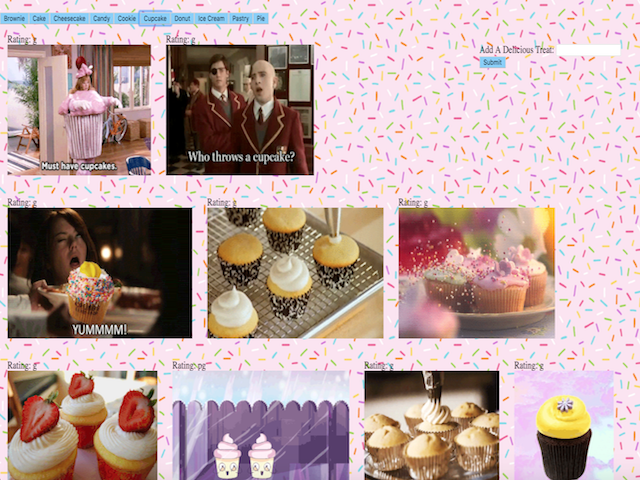 Brownie Cake Cheesecake Candy Cookie Cupcake Donut Ice Cream Pastry Pie
Rating: g
Rating: g
Add A Delicious Treat:
Submit
Must have cupcakes.
Who throws a cupcake?
Rating: g
Rating: g
Rating: g
YUMMMM!
Rating: g
Rating: pg
Rating: g
Rating: g